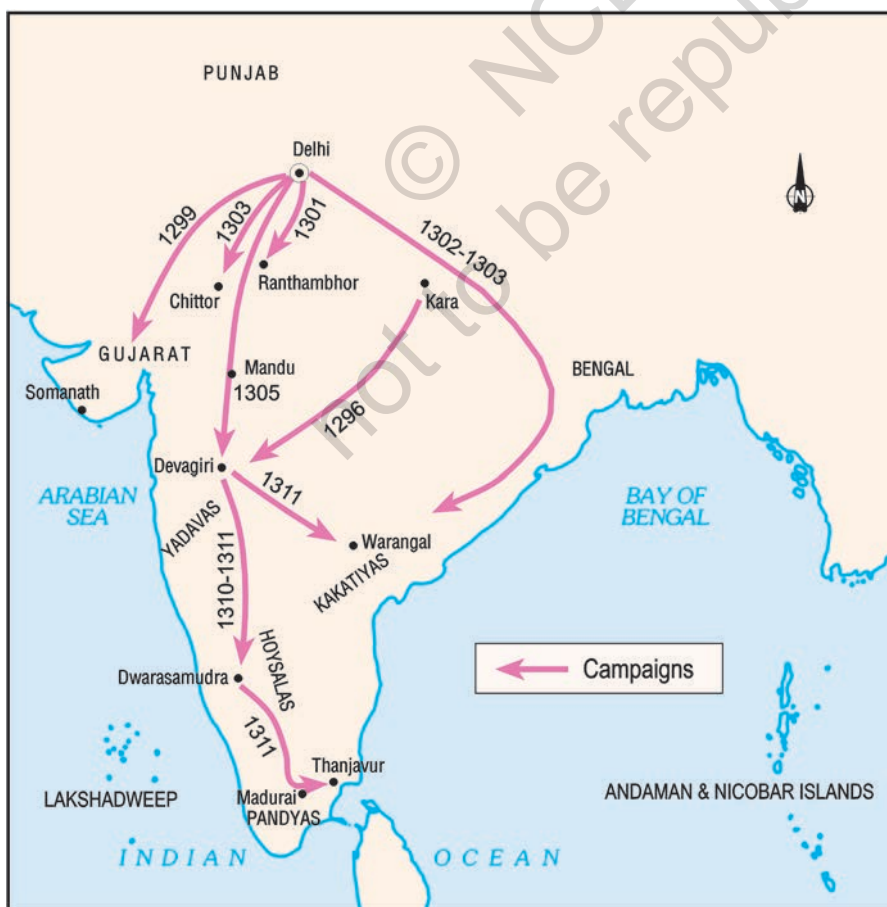 © NCE
not to be repub
PUNJAB
Delhi
N
1299
1303
1301
1302-1303
Ranthambhor
Chittor
Kara
GUJARAT
Mandu
1305
BENGAL
Somanath
1296
Devagiri
1311
ARABIAN
SEA
BAY OF
BENGAL
YADAVAS
Warangal
KAKATIYAS
1310-1311
HOYSALAS
Campaigns
Dwarasamudra
1311
Thanjavur
LAKSHADWEEP
Madurai
PANDYAS
ANDAMAN & NICOBAR ISLANDS
INDIAN OCEAN